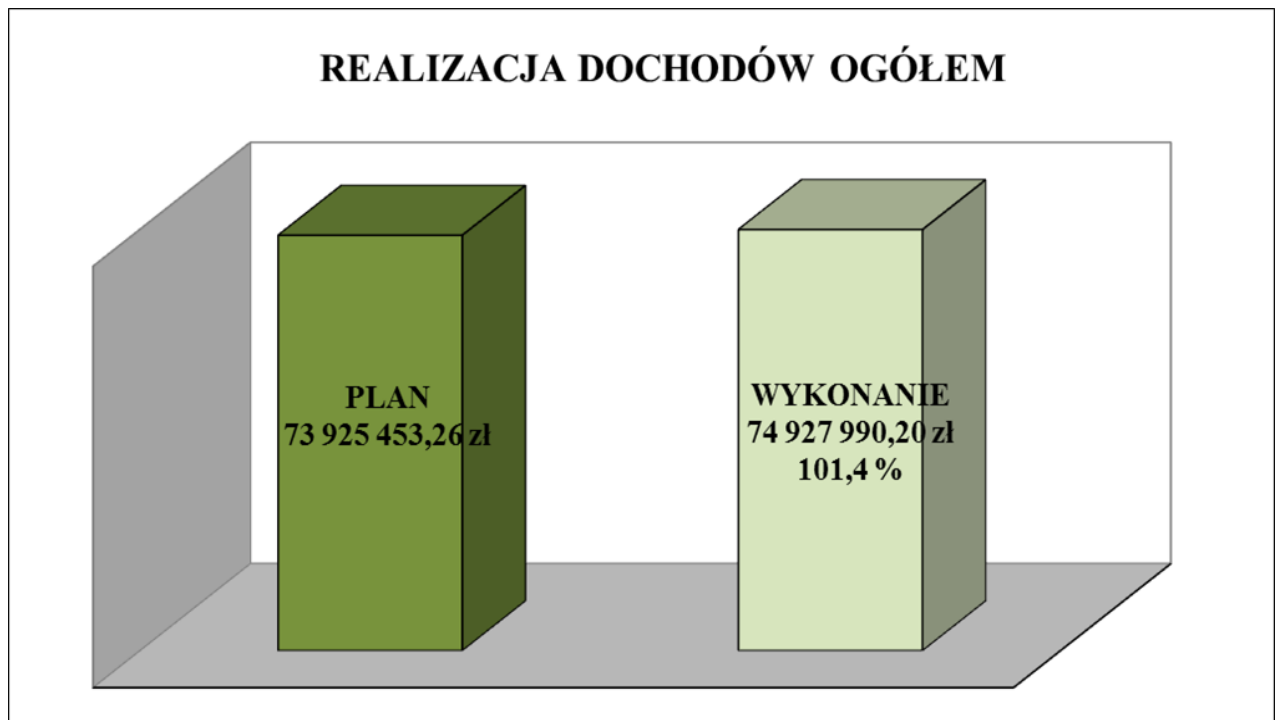 REALIZACJA DOCHODÓW OGÓŁEM
PLAN
73 925 453,26 zł
WYKONANIE
74 927 990,20 zł
101,4 %